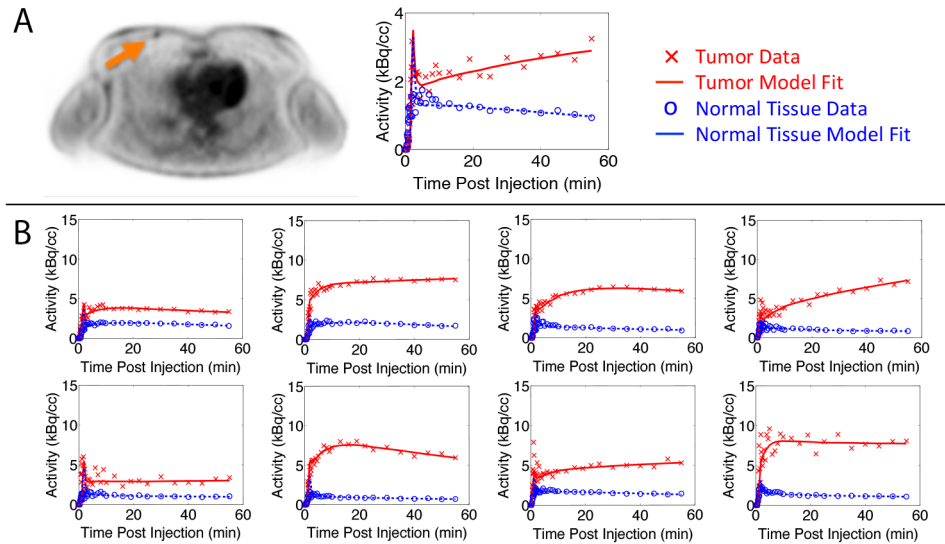 A
Activity (kBq/cc)
4
2
0
0 20 40 60
Time Post Injection (min)
Tumor Data
Tumor Model Fit
Normal Tissue Data
Normal Tissue Model Fit
B
Activity (kBq/cc)
15
10
5
0
0 20 40 60
Time Post Injection (min)
Activity (kBq/cc)
15
10
5
0
0 20 40 60
Time Post Injection (min)
Activity (kBq/cc)
15
10
5
0
0 20 40 60
Time Post Injection (min)
Activity (kBq/cc)
15
10
5
0
0 20 40 60
Time Post Injection (min)
Activity (kBq/cc)
15
10
5
0
0 20 40 60
Time Post Injection (min)
Activity (kBq/cc)
15
10
5
0
0 20 40 60
Time Post Injection (min)
Activity (kBq/cc)
15
10
5
0
0 20 40 60
Time Post Injection (min)
Activity (kBq/cc)
15
10
5
0
0 20 40 60
Time Post Injection (min)